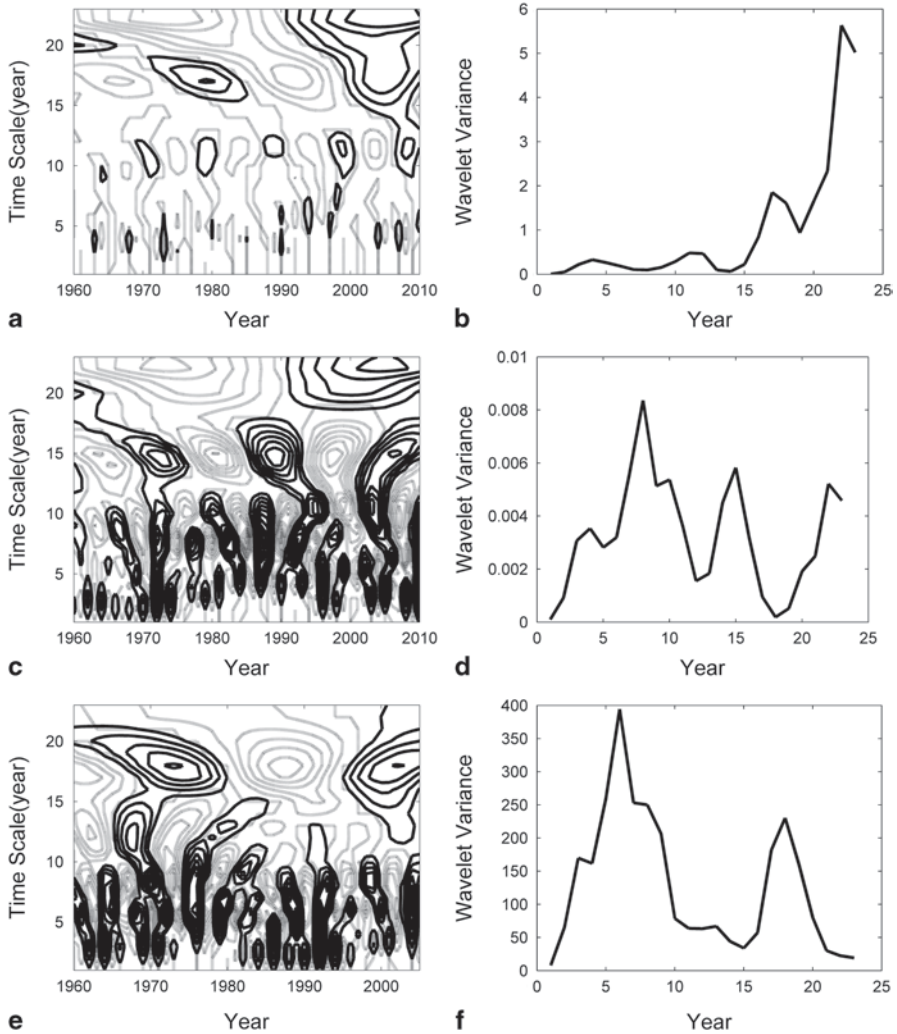 Time Scale(year)
20
15
10
5
1960 1970 1980 1990 2000 2010
Year
a
Wavelet Variance
6
5
4
3
2
1
0
0 5 10 15 20 25
Year
b
Time Scale(year)
20
15
10
5
1960 1970 1980 1990 2000 2010
Year
c
Wavelet Variance
0.01
0.008
0.006
0.004
0.002
0
0 5 10 15 20 25
Year
d
Time Scale(year)
20
15
10
5
1960 1970 1980 1990 2000
Year
e
Wavelet Variance
400
350
300
250
200
150
100
50
0
0 5 10 15 20 25
Year
f